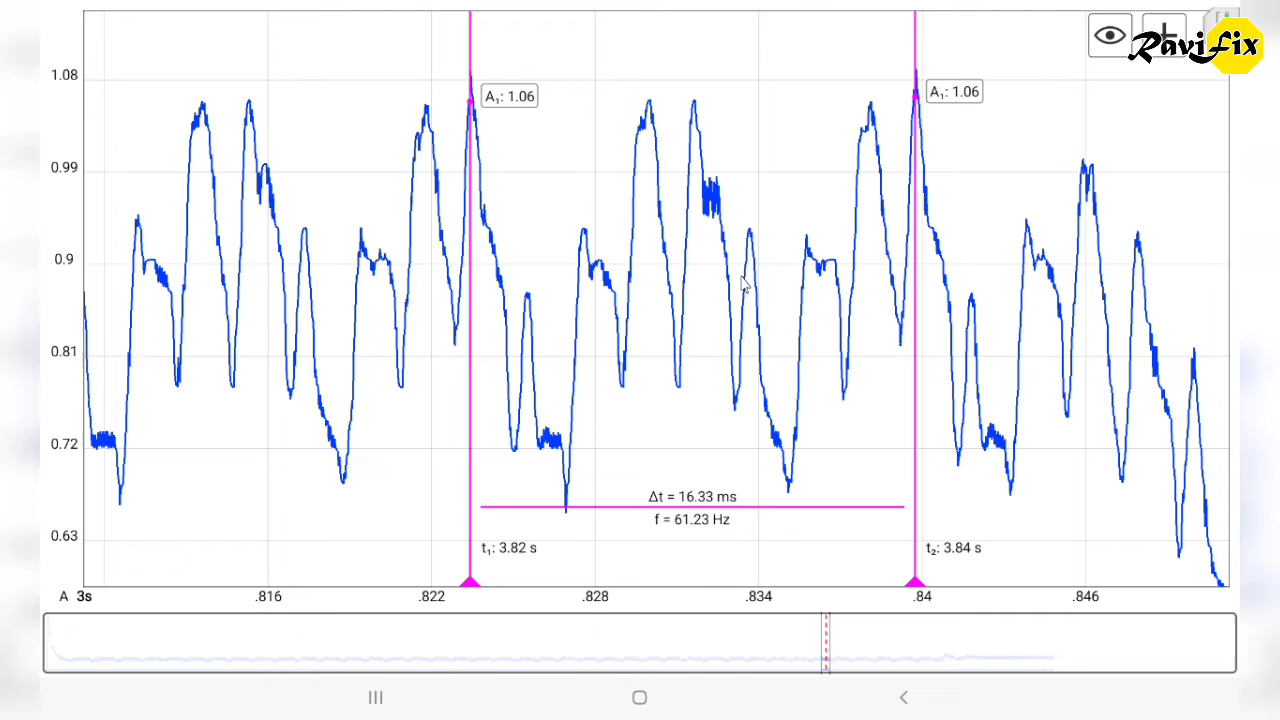 RaviFix
1.08
0.99
0.9
0.81
0.72
0.63
A₁: 1.06
A₁: 1.06
Δt = 16.33 ms
f = 61.23 Hz
t₁: 3.82 s
t₂: 3.84 s
A 3s .816 .822 .828 .834 .84 .846